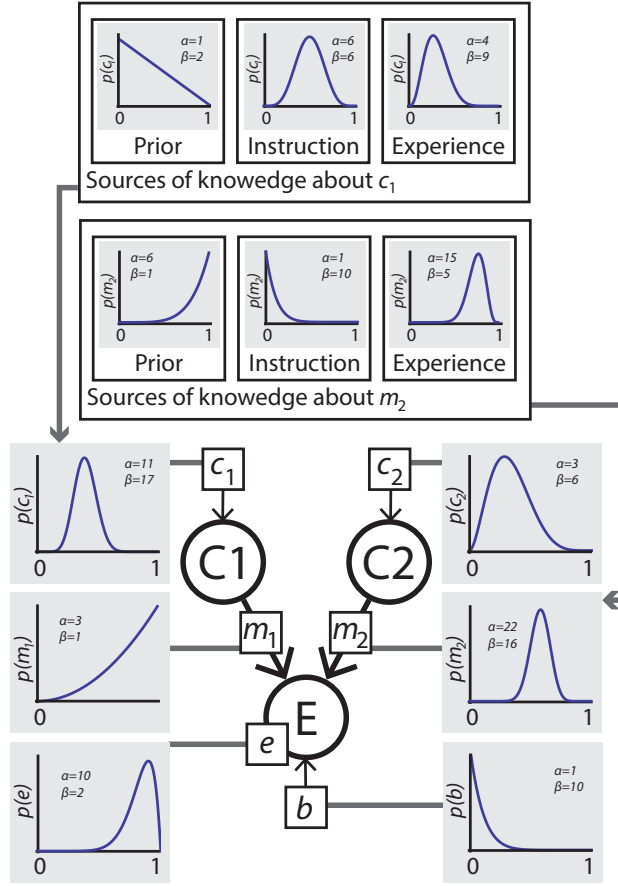 p(c₁)
α=1
β=2
0 1
Prior
α=6
β=6
p(c₁)
0 1
Instruction
α=4
β=9
p(c₁)
0 1
Experience
Sources of knowedge about c₁
α=6
β=1
p(m₂)
0 1
Prior
α=1
β=10
p(m₂)
0 1
Instruction
α=15
β=5
p(m₂)
0 1
Experience
Sources of knowledge about m₂
p(c₁)
α=11
β=17
0 1
c₁
c₂
p(c₂)
α=3
β=6
0 1
C1
C2
p(m₁)
α=3
β=1
0
m₁
m₂
p(m₂)
α=22
β=16
0 1
E
e
b
p(e)
α=10
β=2
0 1
p(b)
α=1
β=10
0 1